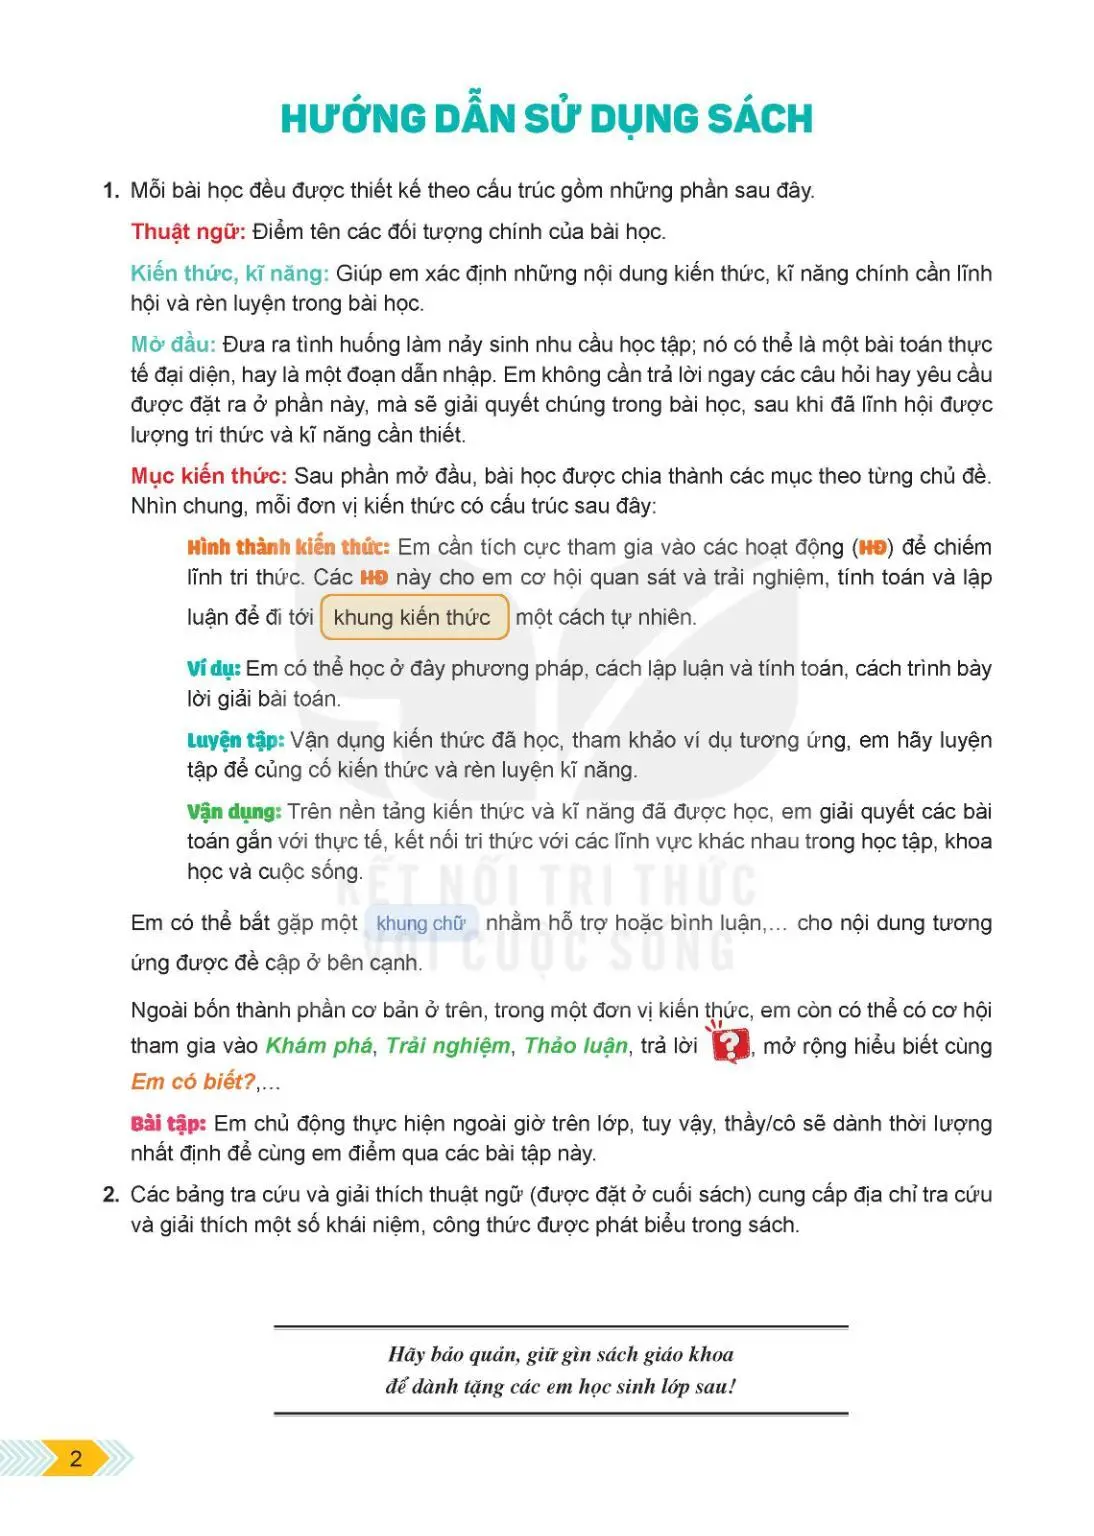 HƯỚNG DẪN SỬ DỤNG SÁCH
1. Mỗi bài học đều được thiết kế theo cấu trúc gồm những phần sau đây.
Thuật ngữ: Điểm tên các đối tượng chính của bài học.
Kiến thức, kĩ năng: Giúp em xác định những nội dung kiến thức, kĩ năng chính cần lĩnh
hội và rèn luyện trong bài học.
Mở đầu: Đưa ra tình huống làm nảy sinh nhu cầu học tập; nó có thể là một bài toán thực
tế đại diện, hay là một đoạn dẫn nhập. Em không cần trả lời ngay các câu hỏi hay yêu cầu
được đặt ra ở phần này, mà sẽ giải quyết chúng trong bài học, sau khi đã lĩnh hội được
lượng tri thức và kĩ năng cần thiết.
Mục kiến thức: Sau phần mở đầu, bài học được chia thành các mục theo từng chủ đề.
Nhìn chung, mỗi đơn vị kiến thức có cấu trúc sau đây:
Hình thành kiến thức: Em cần tích cực tham gia vào các hoạt động (HĐ) để chiếm
lĩnh tri thức. Các HĐ này cho em cơ hội quan sát và trải nghiệm, tính toán và lập
luận để đi tới khung kiến thức một cách tự nhiên.
Ví dụ: Em có thể học ở đây phương pháp, cách lập luận và tính toán, cách trình bày
lời giải bài toán.
Luyện tập: Vận dụng kiến thức đã học, tham khảo ví dụ tương ứng, em hãy luyện
tập để củng cố kiến thức và rèn luyện kĩ năng.
Vận dụng: Trên nền tảng kiến thức và kĩ năng đã được học, em giải quyết các bài
toán gắn với thực tế, kết nối tri thức với các lĩnh vực khác nhau trong học tập, khoa
học và cuộc sống.
KẾT NỐI TRI THỨC
Em có thể bắt gặp một khung chữ nhằm hỗ trợ hoặc bình luận,... cho nội dung tương
VỚI CUỘC SỐNG
ứng được đề cập ở bên cạnh.
Ngoài bốn thành phần cơ bản ở trên, trong một đơn vị kiến thức, em còn có thể có cơ hội
tham gia vào Khám phá, Trải nghiệm, Thảo luận, trả lời ?, mở rộng hiểu biết cùng
Em có biết?,...
Bài tập: Em chủ động thực hiện ngoài giờ trên lớp, tuy vậy, thầy/cô sẽ dành thời lượng
nhất định để cùng em điểm qua các bài tập này.
2. Các bảng tra cứu và giải thích thuật ngữ (được đặt ở cuối sách) cung cấp địa chỉ tra cứu
và giải thích một số khái niệm, công thức được phát biểu trong sách.
Hãy bảo quản, giữ gìn sách giáo khoa
để dành tặng các em học sinh lớp sau!
2